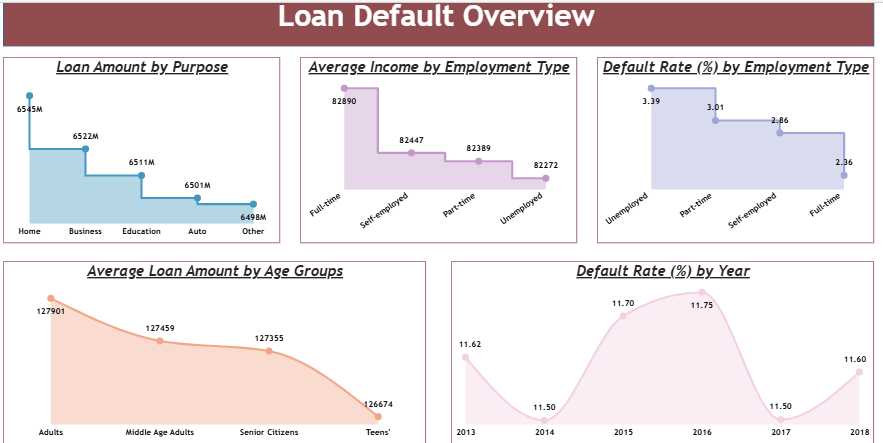 Loan Default Overview
Loan Amount by Purpose
6545M
6522M
6511M
6501M
6498M
Home Business Education Auto Other
Average Income by Employment Type
82890
82447
82389
82272
Full-time Self-employed Part-time Unemployed
Default Rate (%) by Employment Type
3.39
3.01
2.86
2.36
Unemployed Part-time Self-employed Full-time
Average Loan Amount by Age Groups
127901
127459
127355
126674
Adults Middle Age Adults Senior Citizens Teens'
Default Rate (%) by Year
11.62
11.50
11.70
11.75
11.50
11.60
2013 2014 2015 2016 2017 2018